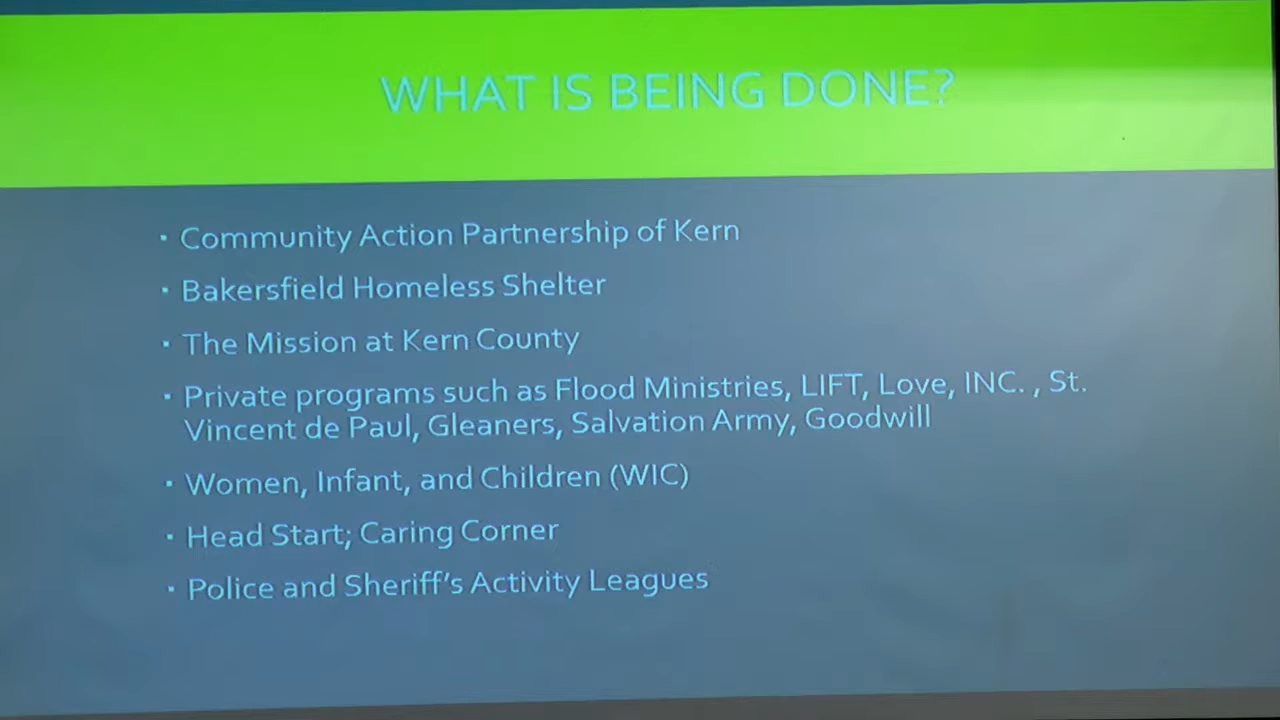 WHAT IS BEING DONE?
▪ Community Action Partnership of Kern
▪ Bakersfield Homeless Shelter
▪ The Mission at Kern County
▪ Private programs such as Flood Ministries, LIFT, Love, INC. , St.
Vincent de Paul, Gleaners, Salvation Army, Goodwill
▪ Women, Infant, and Children (WIC)
▪ Head Start; Caring Corner
▪ Police and Sheriff's Activity Leagues